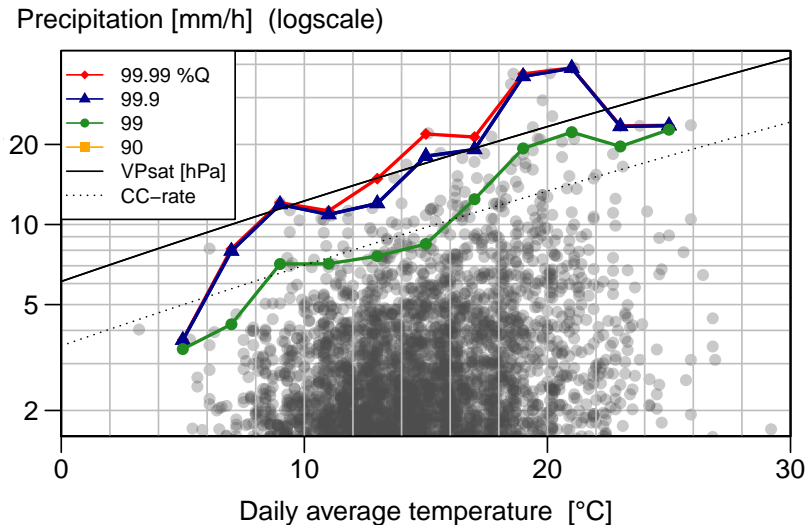 Precipitation [mm/h]  (logscale)
99.99 %Q
99.9
99
90
VPsat [hPa]
CC−rate
20
10
5
2
0 10 20 30
Daily average temperature  [°C]